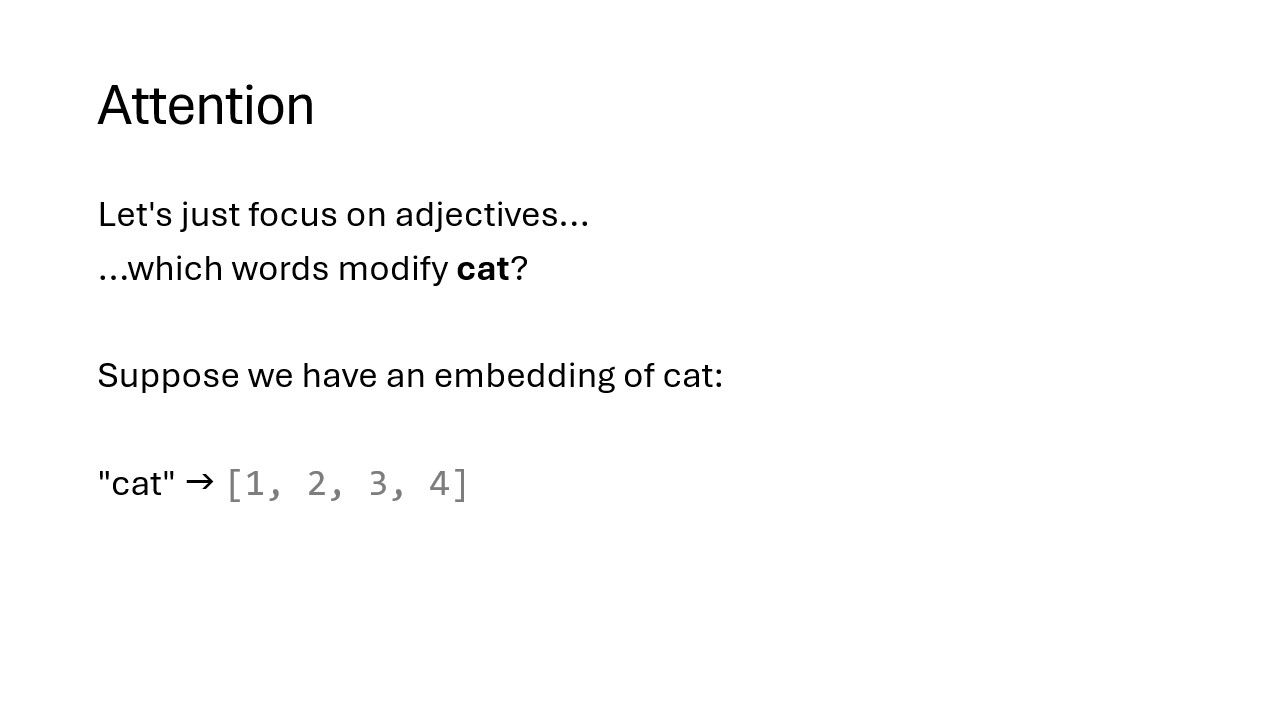 Attention
Let's just focus on adjectives...
...which words modify cat?
Suppose we have an embedding of cat:
"cat" → [1, 2, 3, 4]